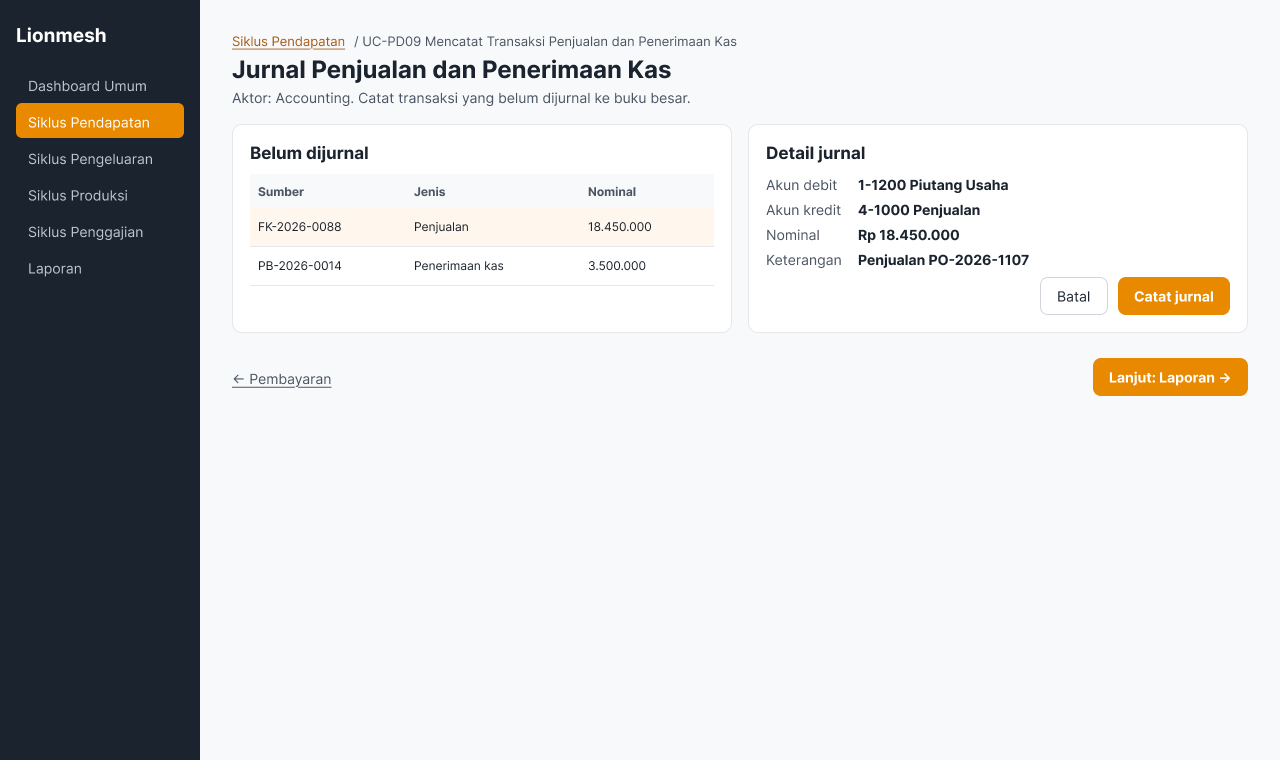 Lionmesh
Dashboard Umum
Siklus Pendapatan
Siklus Pengeluaran
Siklus Produksi
Siklus Penggajian
Laporan
Siklus Pendapatan / UC-PD09 Mencatat Transaksi Penjualan dan Penerimaan Kas
Jurnal Penjualan dan Penerimaan Kas
Aktor: Accounting. Catat transaksi yang belum dijurnal ke buku besar.
Belum dijurnal
Sumber Jenis Nominal
FK-2026-0088 Penjualan 18.450.000
PB-2026-0014 Penerimaan kas 3.500.000
Detail jurnal
Akun debit 1-1200 Piutang Usaha
Akun kredit 4-1000 Penjualan
Nominal Rp 18.450.000
Keterangan Penjualan PO-2026-1107
Batal Catat jurnal
← Pembayaran
Lanjut: Laporan →